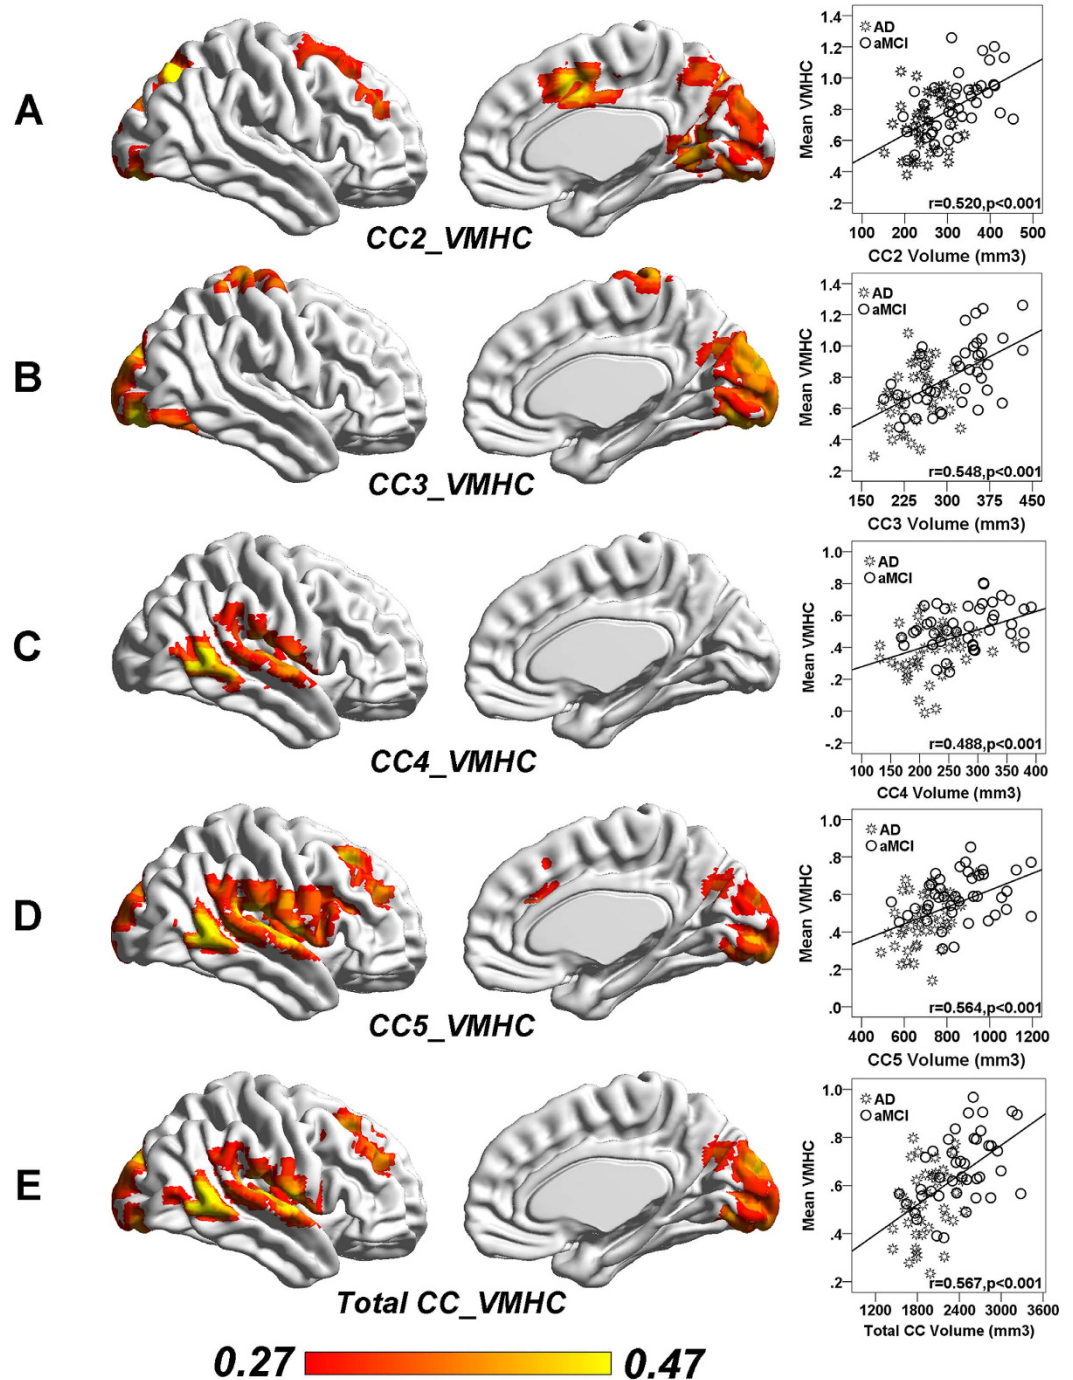 A
CC2_VMHC
Mean VMHC
1.4
1.2
1.0
.8
.6
.4
.2
AD
aMCI
r=0.520,p<0.001
100 200 300 400 500
CC2 Volume (mm3)
B
CC3_VMHC
Mean VMHC
1.4
1.2
1.0
.8
.6
.4
.2
AD
aMCI
r=0.548,p<0.001
150 225 300 375 450
CC3 Volume (mm3)
C
CC4_VMHC
Mean VMHC
1.0
.8
.6
.4
.2
.0
-.2
AD
aMCI
r=0.488,p<0.001
100 150 200 250 300 350 400
CC4 Volume (mm3)
D
CC5_VMHC
Mean VMHC
1.0
.8
.6
.4
.2
.0
AD
aMCI
r=0.564,p<0.001
400 600 800 1000 1200
CC5 Volume (mm3)
E
Total CC_VMHC
Mean VMHC
1.0
.8
.6
.4
.2
AD
aMCI
r=0.567,p<0.001
1200 1800 2400 3000 3600
Total CC Volume (mm3)
0.27 0.47